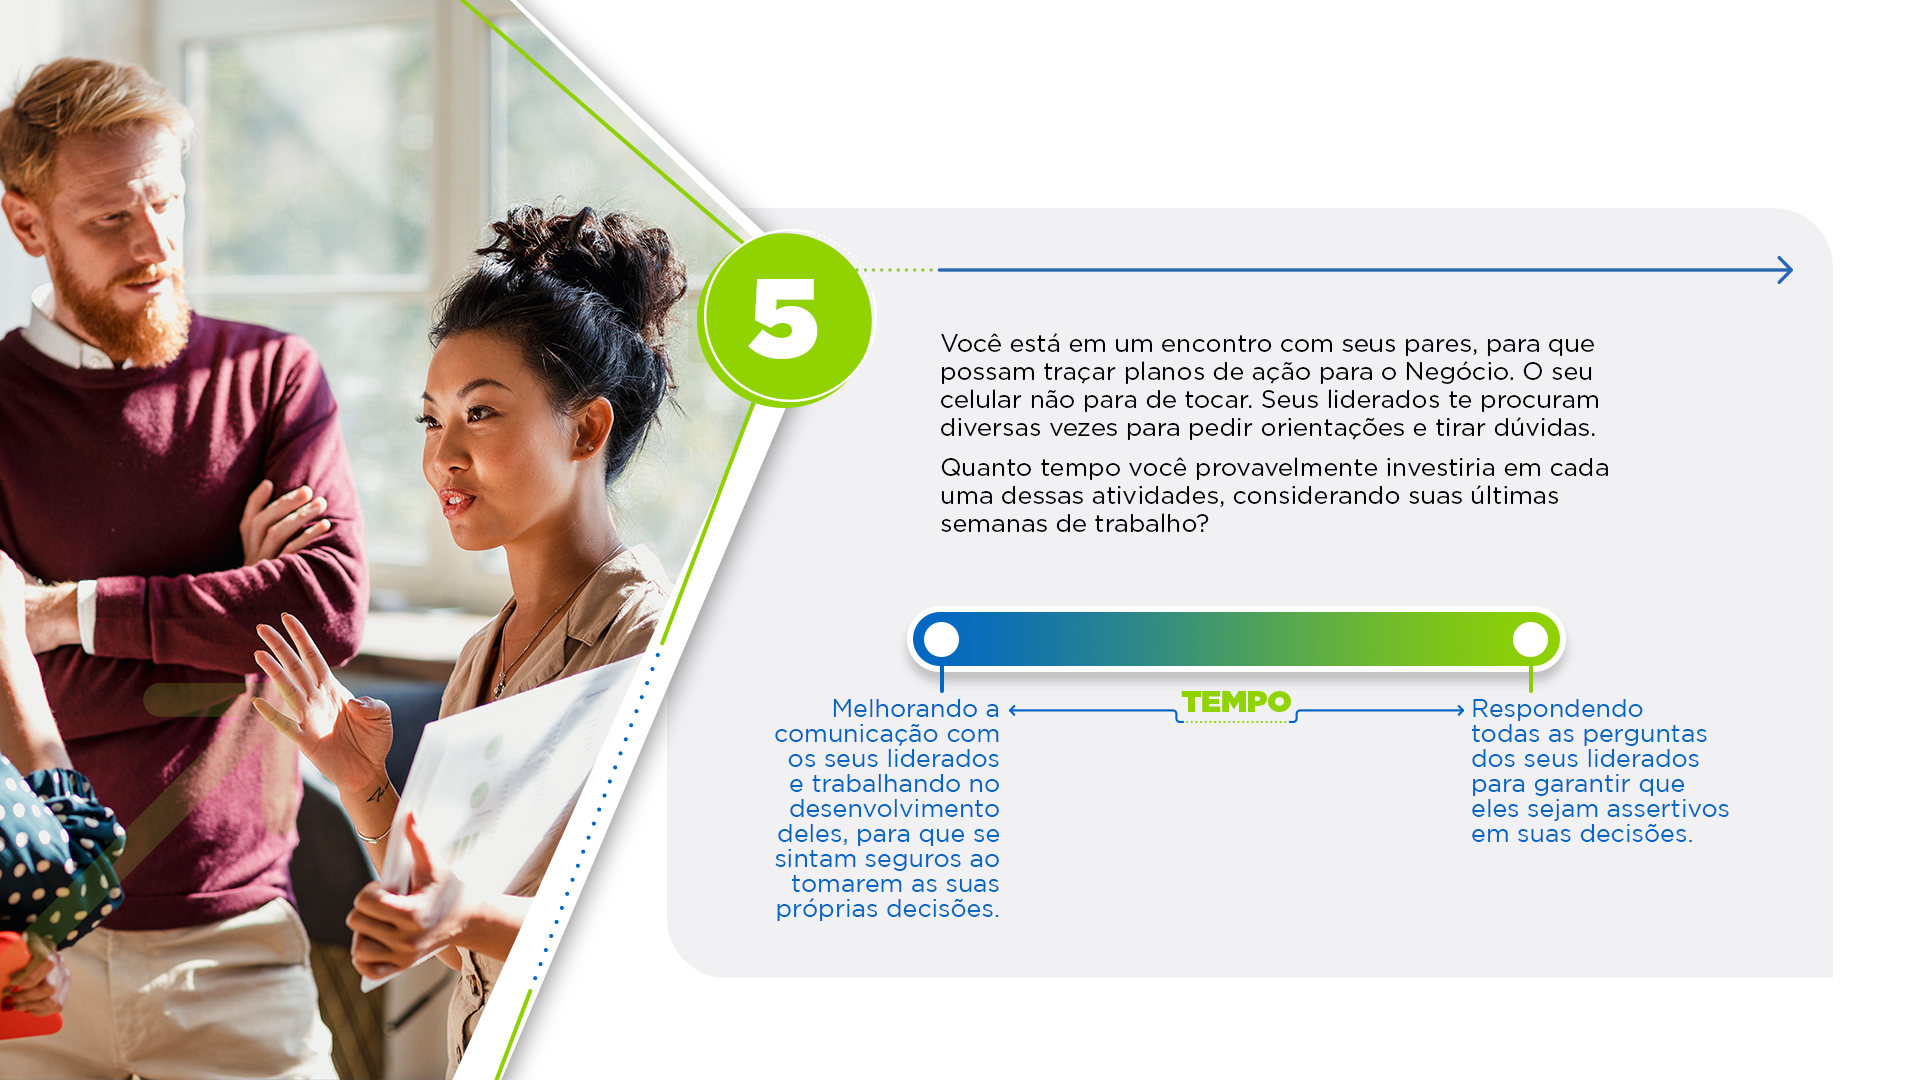 5
Você está em um encontro com seus pares, para que
possam traçar planos de ação para o Negócio. O seu
celular não para de tocar. Seus liderados te procuram
diversas vezes para pedir orientações e tirar dúvidas.
Quanto tempo você provavelmente investiria em cada
uma dessas atividades, considerando suas últimas
semanas de trabalho?
Melhorando a
comunicação com
os seus liderados
e trabalhando no
desenvolvimento
deles, para que se
sintam seguros ao
tomarem as suas
próprias decisões.
TEMPO
Respondendo
todas as perguntas
dos seus liderados
para garantir que
eles sejam assertivos
em suas decisões.